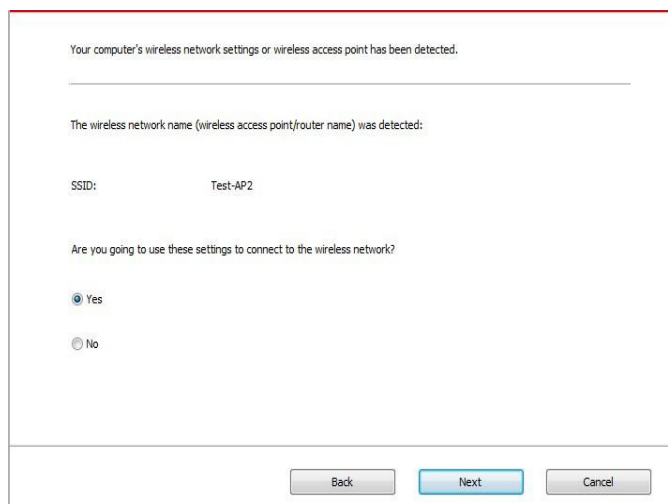 Your computer's wireless network settings or wireless access point has been detected.
The wireless network name (wireless access point/router name) was detected:
SSID: Test-AP2
Are you going to use these settings to connect to the wireless network?
Yes
No
Back Next Cancel